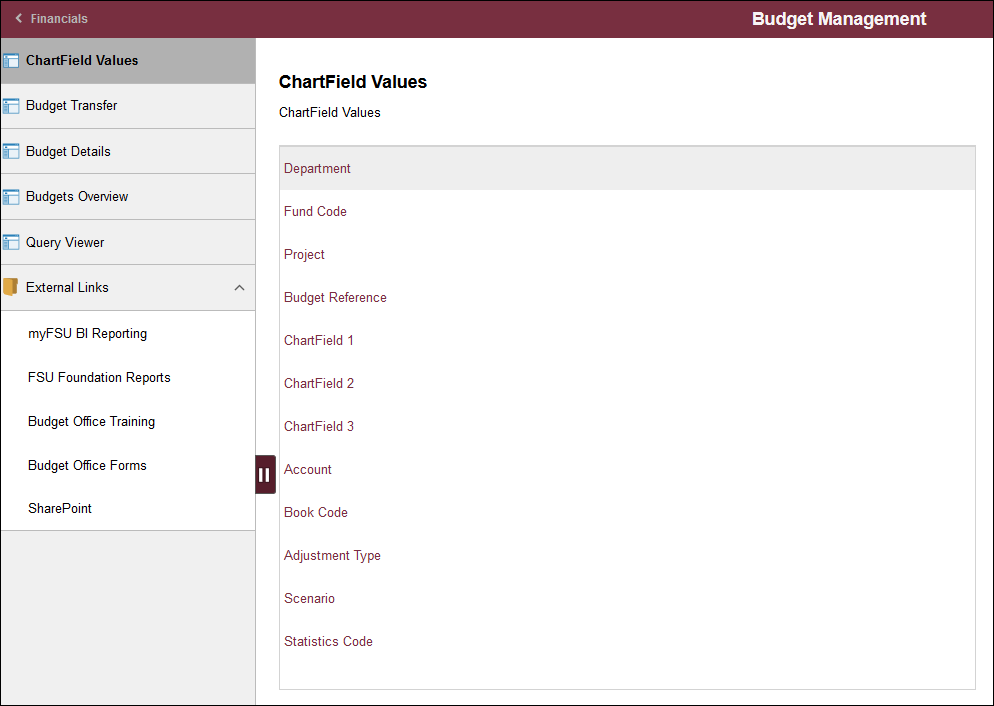 Financials
Budget Management
ChartField Values
Budget Transfer
Budget Details
Budgets Overview
Query Viewer
External Links
myFSU BI Reporting
FSU Foundation Reports
Budget Office Training
Budget Office Forms
SharePoint
ChartField Values
ChartField Values
Department
Fund Code
Project
Budget Reference
ChartField 1
ChartField 2
ChartField 3
Account
Book Code
Adjustment Type
Scenario
Statistics Code